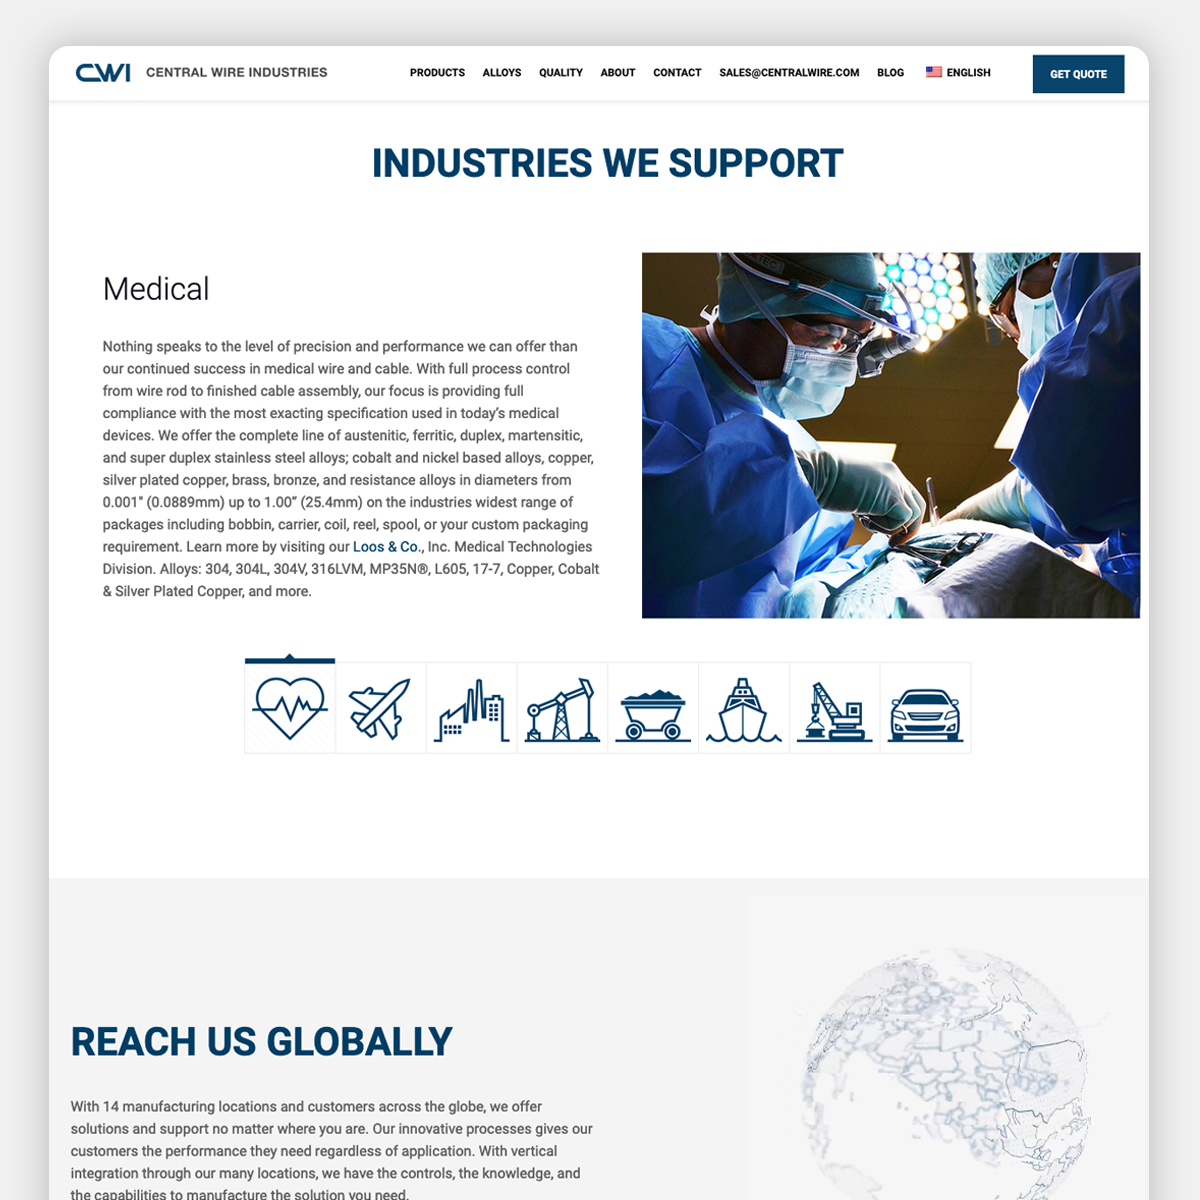 CWI CENTRAL WIRE INDUSTRIES
PRODUCTS ALLOYS QUALITY ABOUT CONTACT SALES@CENTRALWIRE.COM BLOG ENGLISH
GET QUOTE
INDUSTRIES WE SUPPORT
Medical
Nothing speaks to the level of precision and performance we can offer than
our continued success in medical wire and cable. With full process control
from wire rod to finished cable assembly, our focus is providing full
compliance with the most exacting specification used in today’s medical
devices. We offer the complete line of austenitic, ferritic, duplex, martensitic,
and super duplex stainless steel alloys; cobalt and nickel based alloys, copper,
silver plated copper, brass, bronze, and resistance alloys in diameters from
0.001" (0.0889mm) up to 1.00” (25.4mm) on the industries widest range of
packages including bobbin, carrier, coil, reel, spool, or your custom packaging
requirement. Learn more by visiting our Loos & Co., Inc. Medical Technologies
Division. Alloys: 304, 304L, 304V, 316LVM, MP35N®, L605, 17-7, Copper, Cobalt
& Silver Plated Copper, and more.
REACH US GLOBALLY
With 14 manufacturing locations and customers across the globe, we offer
solutions and support no matter where you are. Our innovative processes gives our
customers the performance they need regardless of application. With vertical
integration through our many locations, we have the controls, the knowledge, and
the capabilities to manufacture the solution you need.